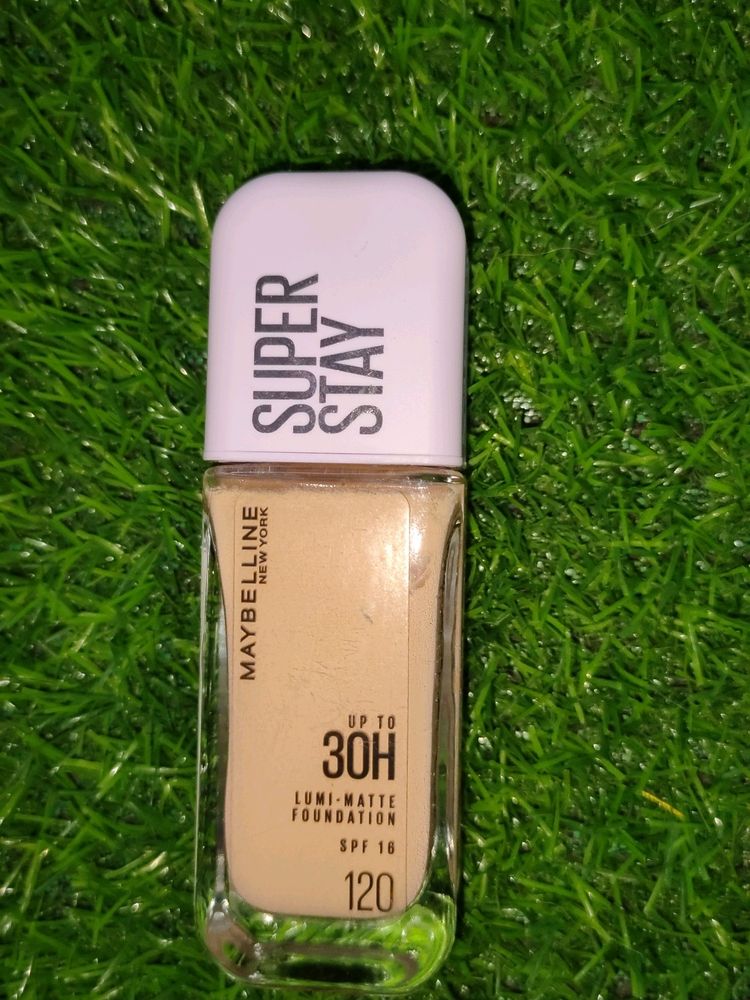 SUPER
STAY
MAYBELLINE
NEW YORK
UP TO
30H
LUMI-MATTE
FOUNDATION
SPF 16
120